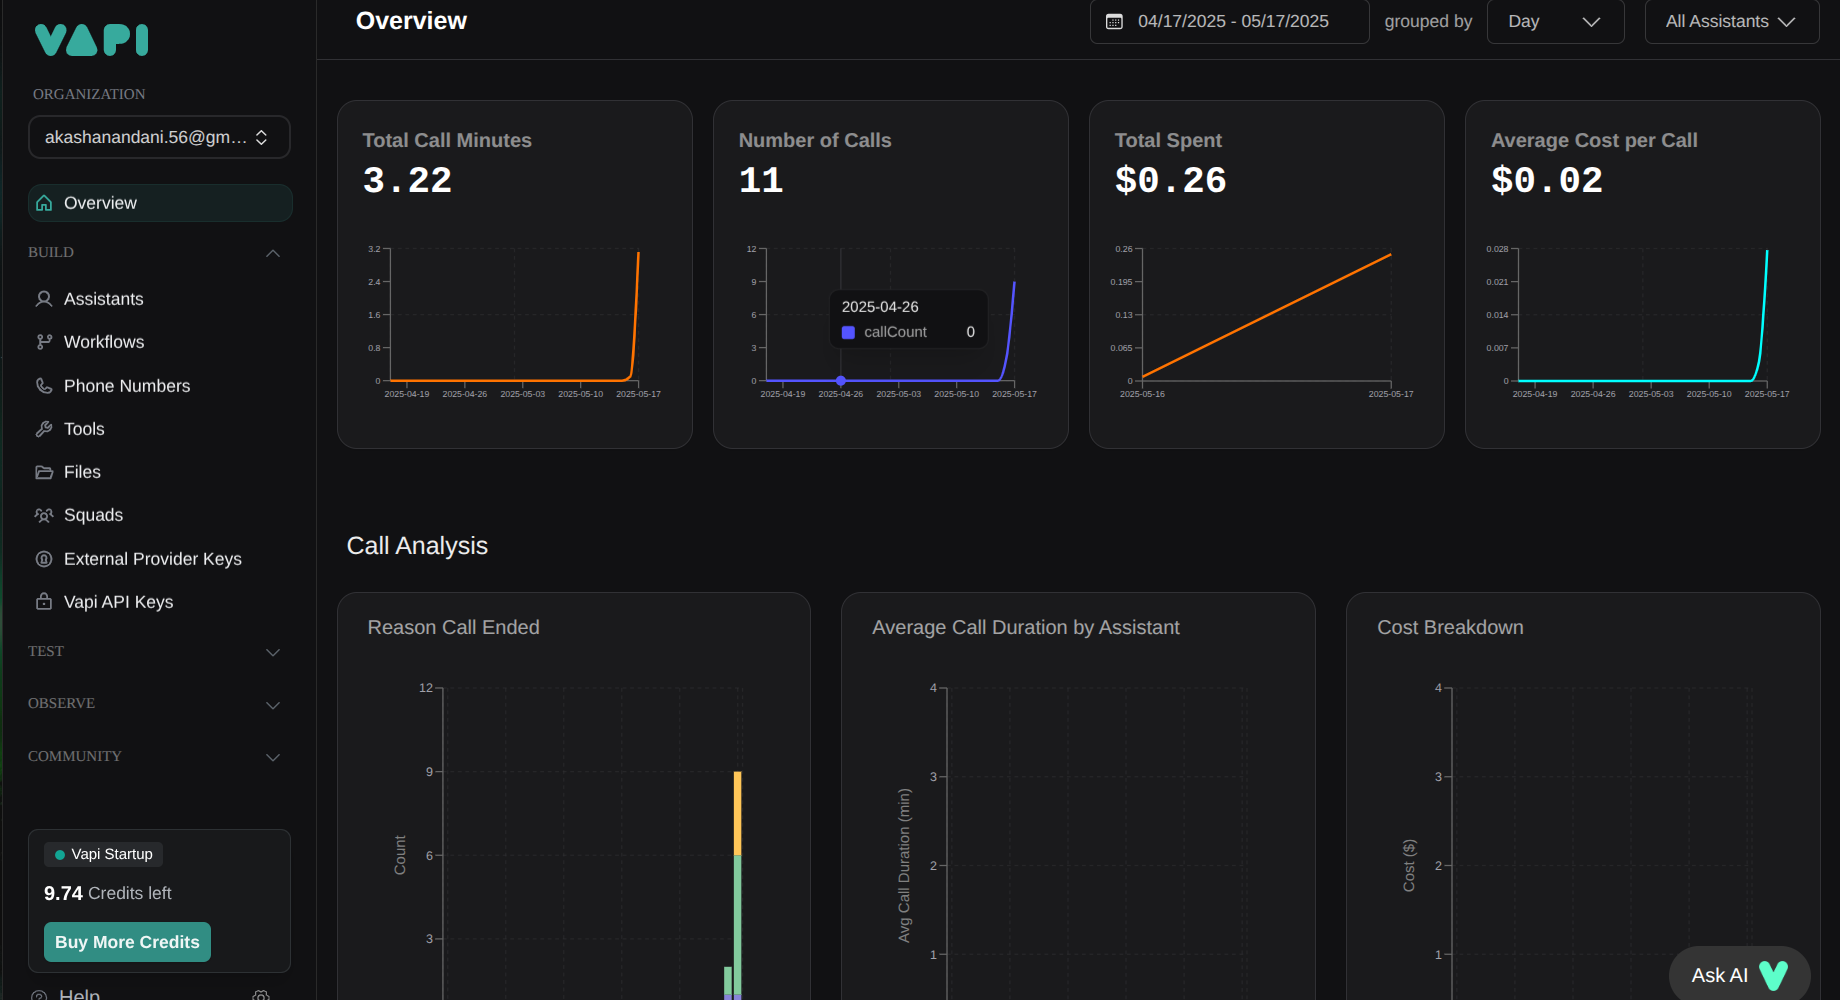 VAPI
ORGANIZATION
akashanandani.56@gm...
Overview
BUILD
Assistants
Workflows
Phone Numbers
Tools
Files
Squads
External Provider Keys
Vapi API Keys
TEST
OBSERVE
COMMUNITY
Vapi Startup
9.74 Credits left
Buy More Credits
Help
Overview
04/17/2025 - 05/17/2025
grouped by
Day
All Assistants
Total Call Minutes
3.22
3.2
2.4
1.6
0.8
0
2025-04-19 2025-04-26 2025-05-03 2025-05-10 2025-05-17
Number of Calls
11
12
9
6
3
0
2025-04-26
callCount 0
2025-04-19 2025-04-26 2025-05-03 2025-05-10 2025-05-17
Total Spent
$0.26
0.26
0.195
0.13
0.065
0
2025-05-16 2025-05-17
Average Cost per Call
$0.02
0.028
0.021
0.014
0.007
0
2025-04-19 2025-04-26 2025-05-03 2025-05-10 2025-05-17
Call Analysis
Reason Call Ended
12
9
6
3
Count
Average Call Duration by Assistant
4
3
2
1
Avg Call Duration (min)
Cost Breakdown
4
3
2
1
Cost ($)
Ask AI